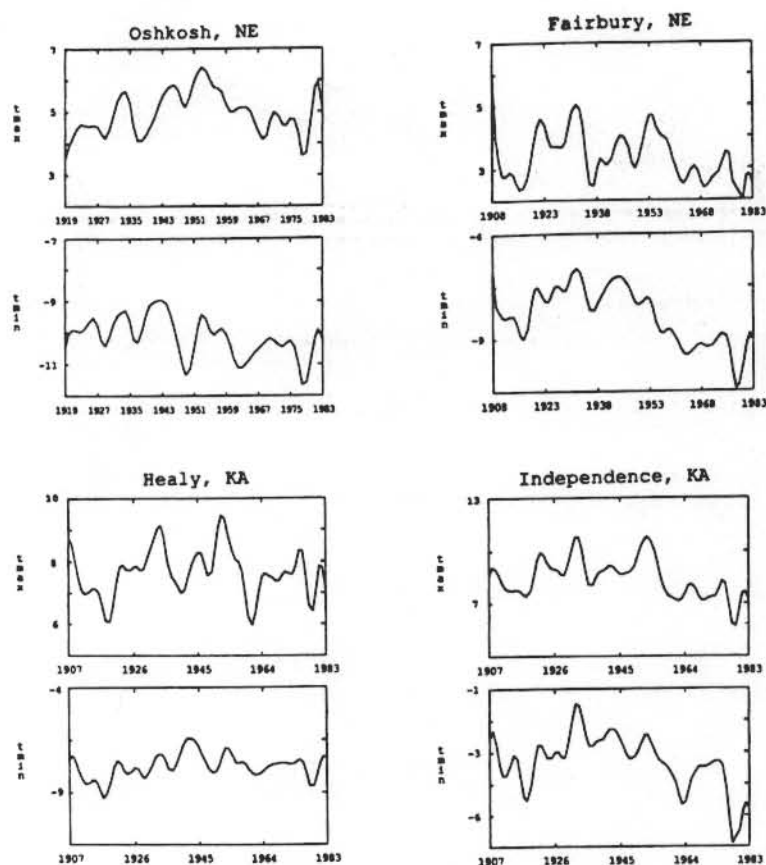 Oshkosh, NE
7
5
3
tmax
1919 1927 1935 1943 1951 1959 1967 1975 1983
-7
-9
-11
tmin
1919 1927 1935 1943 1951 1959 1967 1975 1983
Fairbury, NE
7
5
3
tmax
1908 1923 1938 1953 1968 1983
-4
-9
tmin
1908 1923 1938 1953 1968 1983
Healy, KA
10
8
6
tmax
1907 1926 1945 1964 1983
-4
-9
tmin
1907 1926 1945 1964 1983
Independence, KA
13
7
tmax
1907 1926 1945 1964 1983
-1
-3
-6
tmin
1907 1926 1945 1964 1983